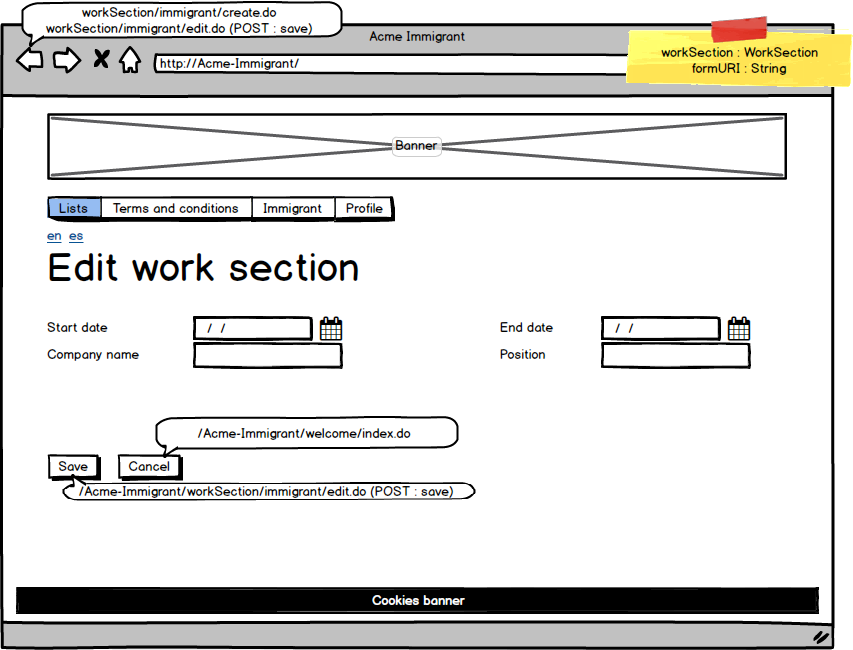 workSection/immigrant/create.do
workSection/immigrant/edit.do (POST : save)
Acme Immigrant
workSection : WorkSection
formURI : String
http://Acme-Immigrant/
Banner
Lists Terms and conditions Immigrant Profile
en es
Edit work section
Start date / / End date / /
Company name Position
/Acme-Immigrant/welcome/index.do
Save Cancel
/Acme-Immigrant/workSection/immigrant/edit.do (POST : save)
Cookies banner